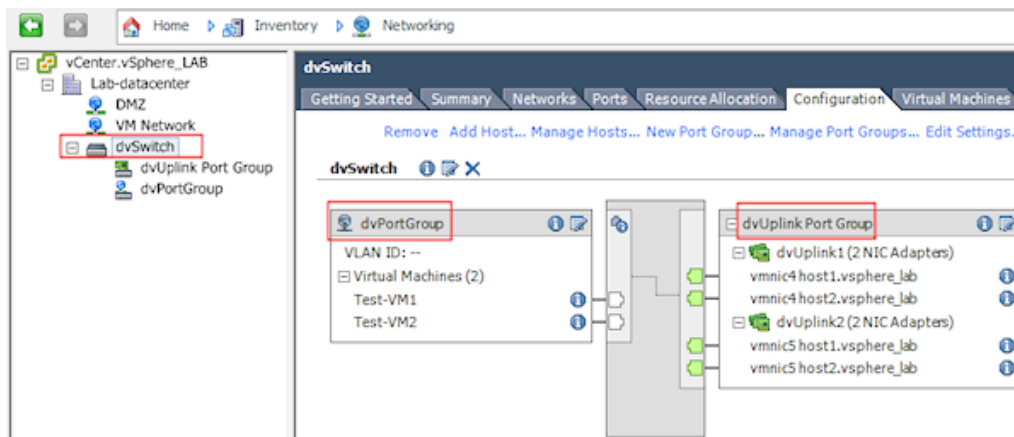 Home Inventory Networking
vCenter.vSphere_LAB
Lab-datacenter
DMZ
VM Network
dvSwitch
dvUplink Port Group
dvPortGroup
dvSwitch
Getting Started Summary Networks Ports Resource Allocation Configuration Virtual Machines
Remove Add Host... Manage Hosts... New Port Group... Manage Port Groups... Edit Settings.
dvSwitch
dvPortGroup
VLAN ID: --
Virtual Machines (2)
Test-VM1
Test-VM2
dvUplink Port Group
dvUplink1 (2 NIC Adapters)
vmnic4 host1.vsphere_lab
vmnic4 host2.vsphere_lab
dvUplink2 (2 NIC Adapters)
vmnic5 host1.vsphere_lab
vmnic5 host2.vsphere_lab